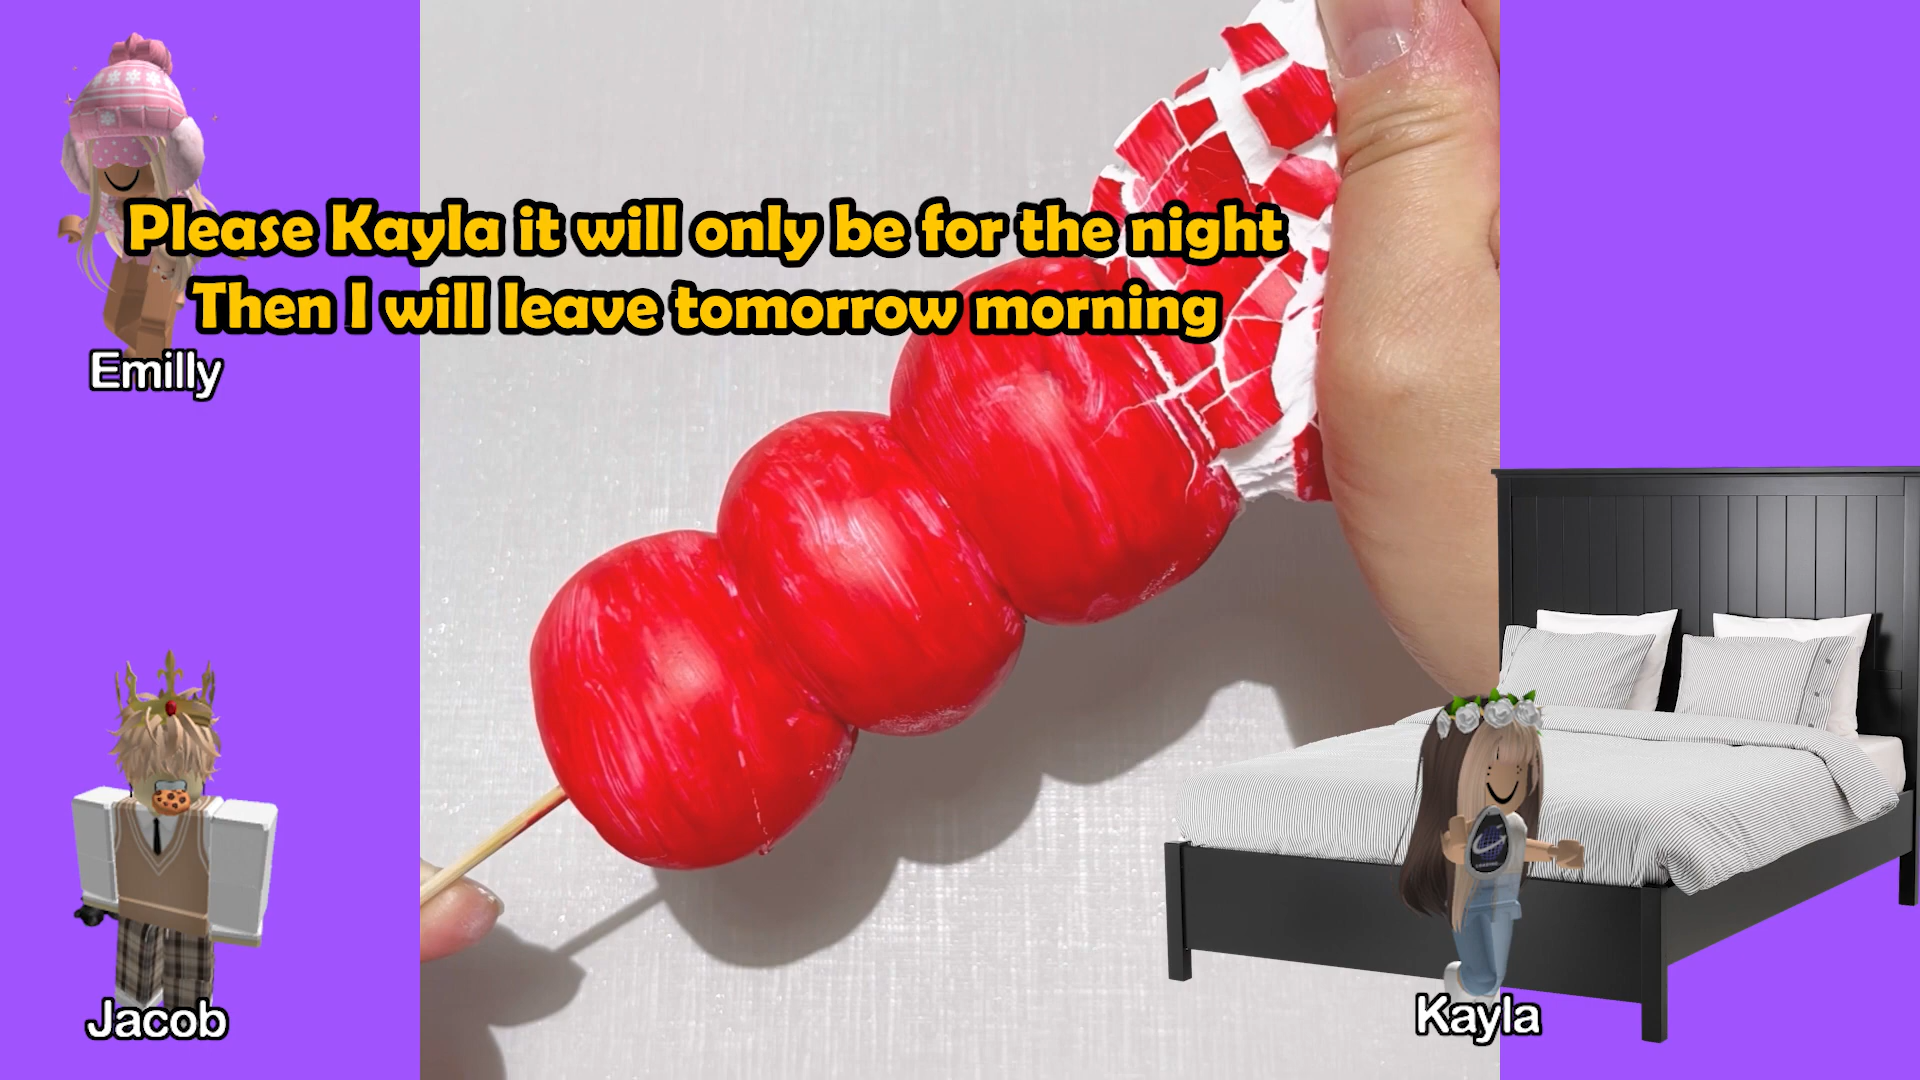 Please Kayla it will only be for the night
Then I will leave tomorrow morning
Emilly
Jacob
Kayla